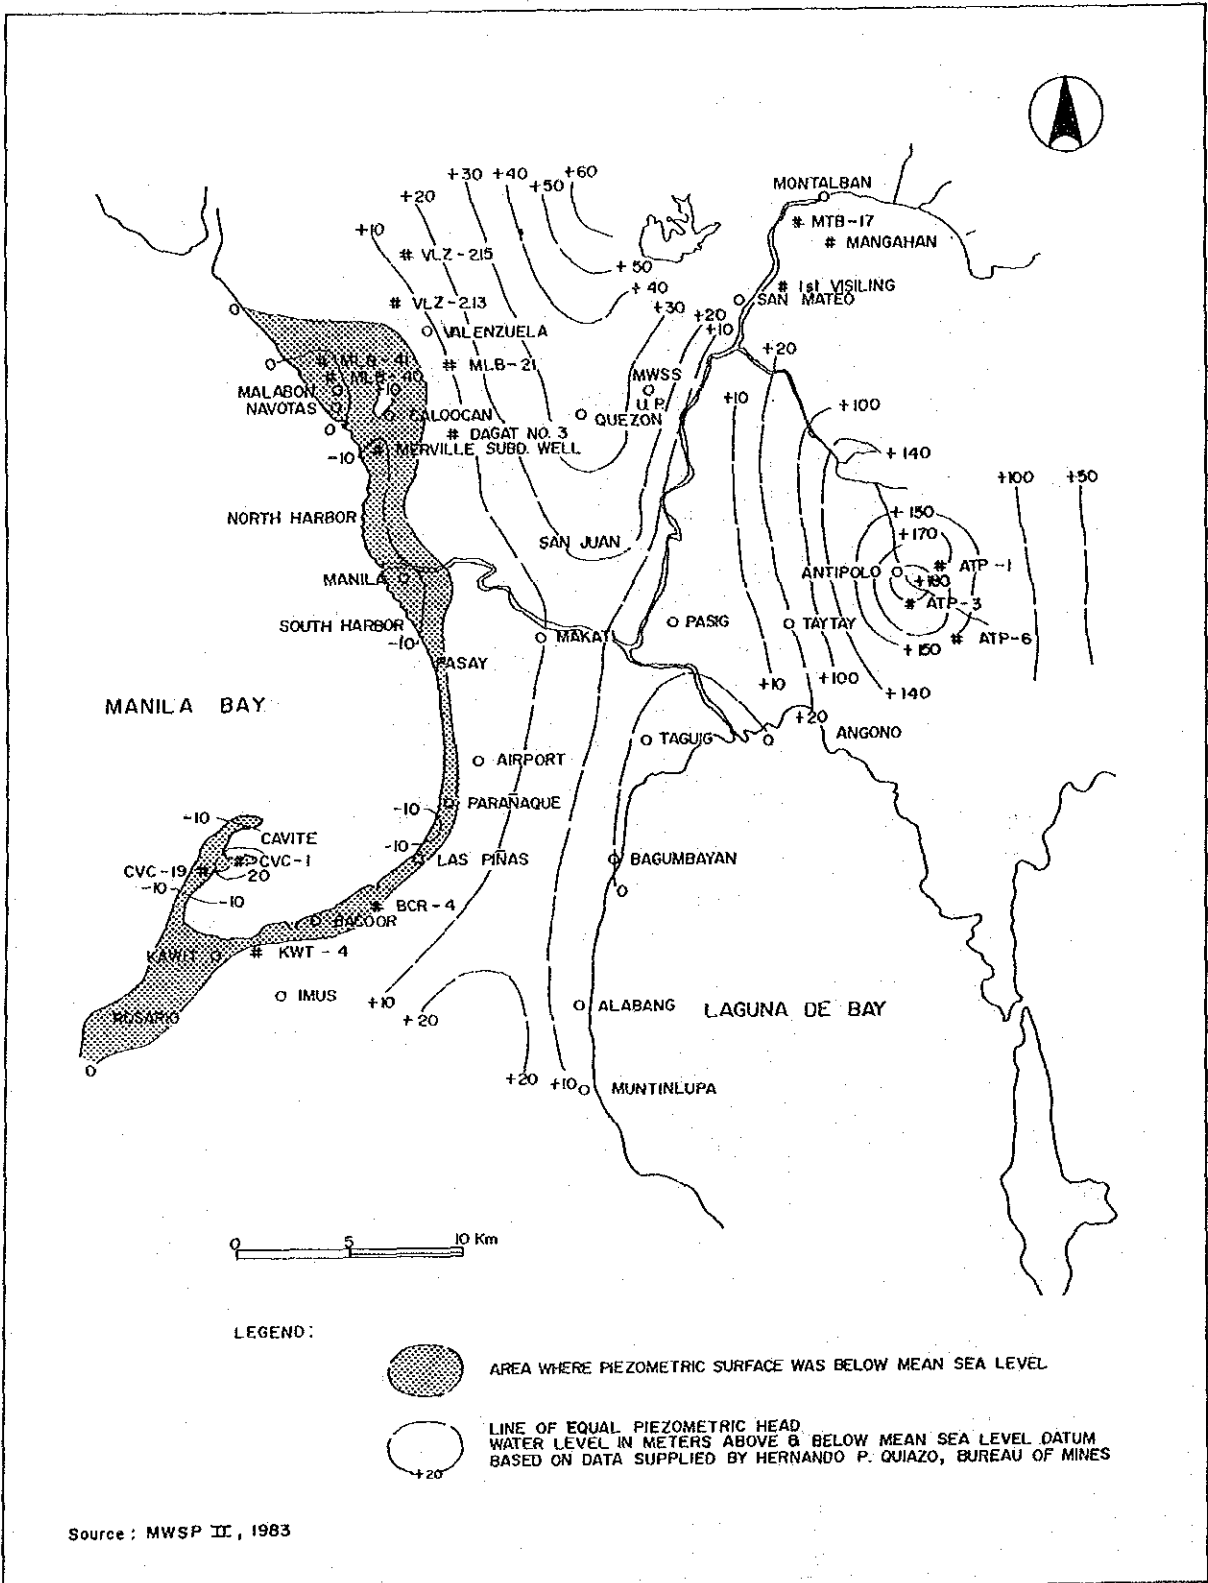 +60
+50
+40
+30
+20
+10
MONTALBAN
# MTB-17
# MANGAHAN
# VLZ-215
+50
+40
# 1st VISILING
SAN MATEO
# VLZ-213
+30
+20
+10
0
VALENZUELA
+20
0
# MLB-41
# MLB-21
# MLB-40
MWSS
U.P.
MALABON
-10
+10
+100
NAVOTAS
CALOOCAN
QUEZON
0
# DAGAT NO. 3
+140
-10
# MERVILLE SUBD. WELL
+100
+50
+150
NORTH HARBOR
+170
SAN JUAN
# ATP-1
MANILA
ANTIPOLO
+180
# ATP-3
SOUTH HARBOR
PASIG
TAYTAY
-10
MAKATI
# ATP-6
+150
PASAY
+100
+10
+140
MANILA BAY
+20
ANGONO
TAGUIG
AIRPORT
-10
PARAÑAQUE
-10
CAVITE
-10
# CVC-1
LAS PIÑAS
BAGUMBAYAN
CVC-19 #
20
-10
0
-10
# BCR-4
BACOOR
KAWIT
# KWT-4
IMUS
+10
ALABANG
LAGUNA DE BAY
ROSARIO
+20
0
+20
+10
MUNTINLUPA
0 5 10 Km
LEGEND:
AREA WHERE PIEZOMETRIC SURFACE WAS BELOW MEAN SEA LEVEL
LINE OF EQUAL PIEZOMETRIC HEAD
WATER LEVEL IN METERS ABOVE & BELOW MEAN SEA LEVEL DATUM
BASED ON DATA SUPPLIED BY HERNANDO P. QUIAZO, BUREAU OF MINES
+20
Source: MWSP II, 1983